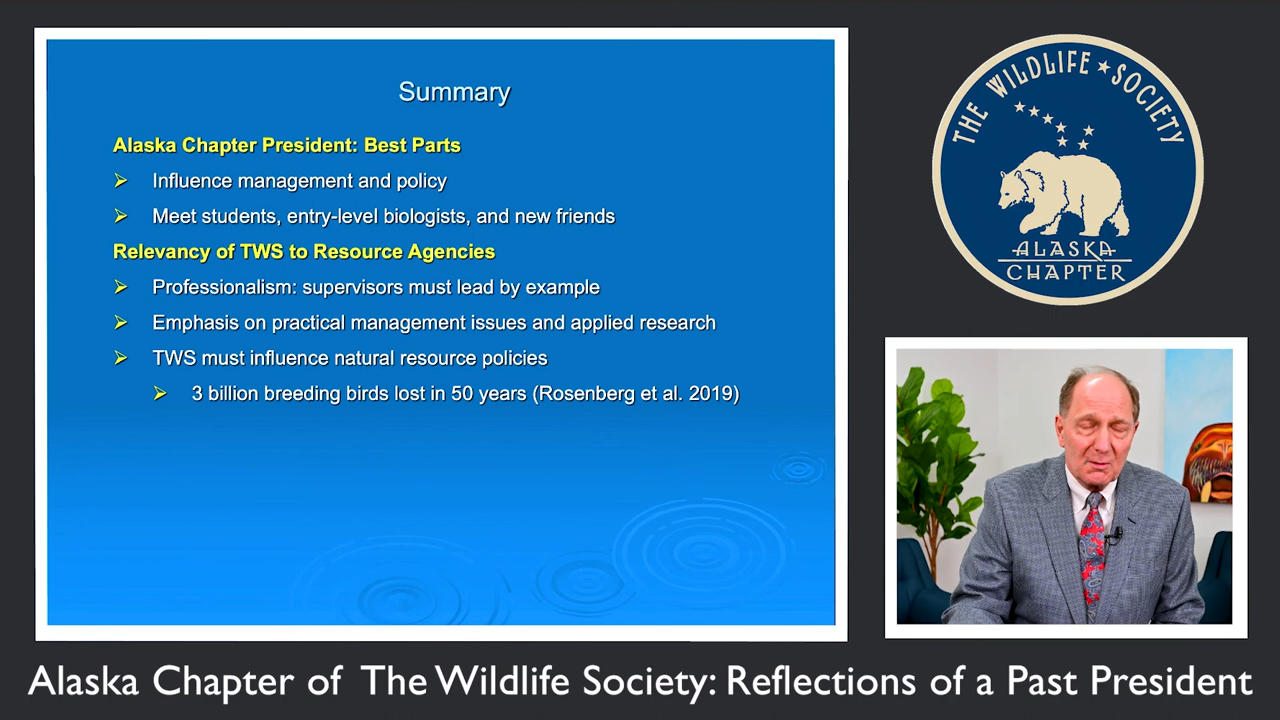 Summary
Alaska Chapter President: Best Parts
Influence management and policy
Meet students, entry-level biologists, and new friends
Relevancy of TWS to Resource Agencies
Professionalism: supervisors must lead by example
Emphasis on practical management issues and applied research
TWS must influence natural resource policies
3 billion breeding birds lost in 50 years (Rosenberg et al. 2019)
THE WILDLIFE SOCIETY
ALASKA
CHAPTER
Alaska Chapter of The Wildlife Society: Reflections of a Past President